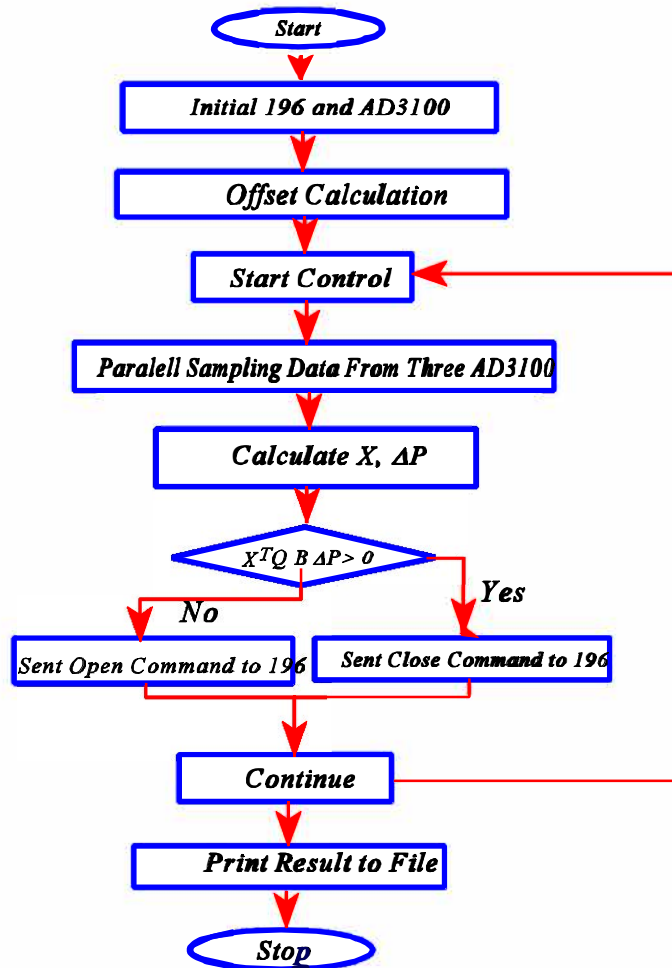 Start
Initial 196 and AD3100
Offset Calculation
Start Control
Paralell Sampling Data From Three AD3100
Calculate X, ΔP
XᵀQ B ΔP > 0
No
Yes
Sent Open Command to 196
Sent Close Command to 196
Continue
Print Result to File
Stop